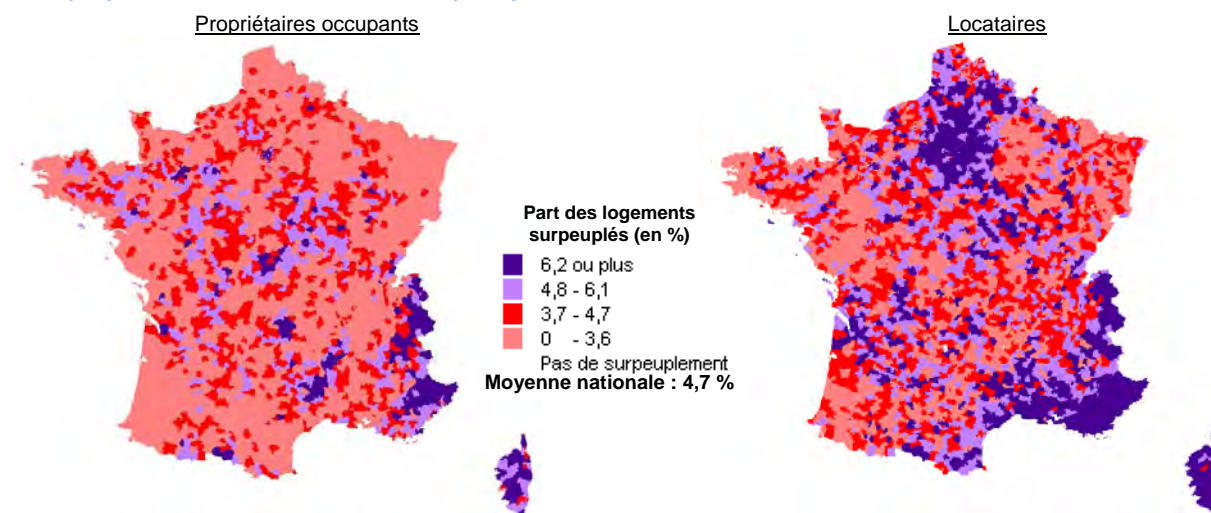 Propriétaires occupants
Locataires
Part des logements
surpeuplés (en %)
6,2 ou plus
4,8 - 6,1
3,7 - 4,7
0 - 3,6
Pas de surpeuplement
Moyenne nationale : 4,7 %